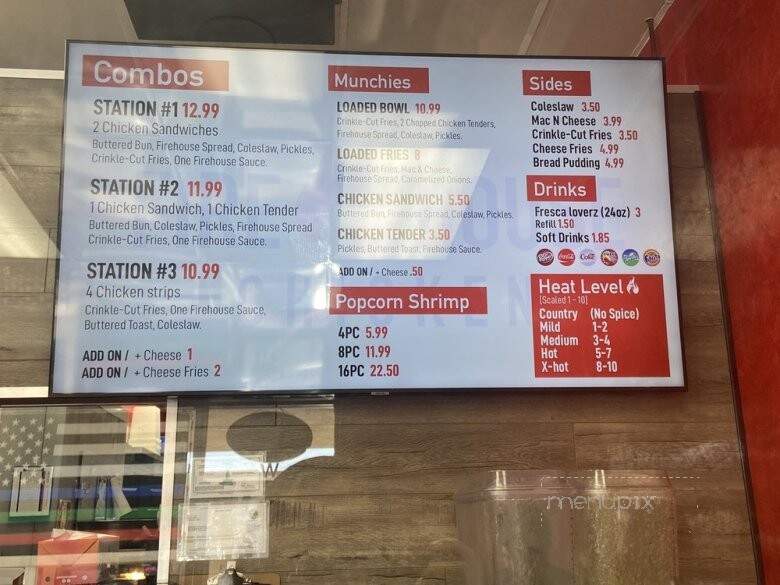 Combos
STATION #1 12.99
2 Chicken Sandwiches
Buttered Bun, Firehouse Spread, Coleslaw, Pickles,
Crinkle-Cut Fries, One Firehouse Sauce.
STATION #2 11.99
1 Chicken Sandwich, 1 Chicken Tender
Buttered Bun, Coleslaw, Pickles, Firehouse Spread
Crinkle-Cut Fries, One Firehouse Sauce.
STATION #3 10.99
4 Chicken strips
Crinkle-Cut Fries, One Firehouse Sauce,
Buttered Toast, Coleslaw.
ADD ON / + Cheese 1
ADD ON / + Cheese Fries 2
Munchies
LOADED BOWL 10.99
Crinkle-Cut Fries, 2 Chopped Chicken Tenders,
Firehouse Spread, Coleslaw, Pickles.
LOADED FRIES 8
Crinkle-Cut Fries, Mac & Cheese,
Firehouse Spread, Caramelized Onions.
CHICKEN SANDWICH 5.50
Buttered Bun, Firehouse Spread, Coleslaw, Pickles.
CHICKEN TENDER 3.50
Pickles, Buttered Toast, Firehouse Sauce.
ADD ON / + Cheese .50
Popcorn Shrimp
4PC 5.99
8PC 11.99
16PC 22.50
Sides
Coleslaw 3.50
Mac N Cheese 3.99
Crinkle-Cut Fries 3.50
Cheese Fries 4.99
Bread Pudding 4.99
Drinks
Fresca loverz (24oz) 3
Refill 1.50
Soft Drinks 1.85
Heat Level
[Scaled 1 - 10]
Country (No Spice)
Mild 1-2
Medium 3-4
Hot 5-7
X-hot 8-10
menupix